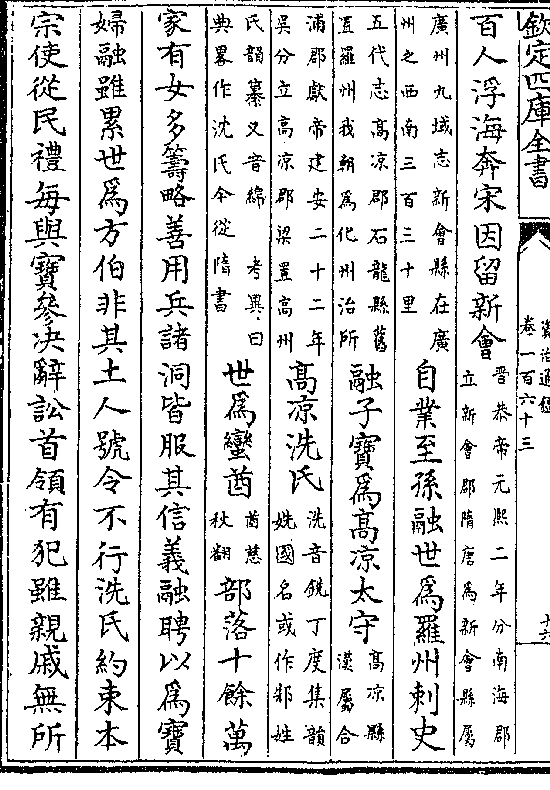 欽定四庫全書
資治通鑑
卷一百六十三
十六
百人浮海奔宋因留新會
晉恭帝元熙二年分南海郡
立新會郡隋唐為新會縣屬
廣州九域志新會縣在廣
州之西南三百三十里
自業至孫融世爲羅州刺史
五代志高凉郡石龍縣舊
置羅州我朝為化州治所
融子寶爲高凉太守
高凉縣
漢屬合
浦郡獻帝建安二十二年
吳分立高凉郡梁置高州
高凉洗氏
洗音銑丁度集韻
姺國名或作邾姓
氏韻纂又音綿 考異曰
典畧作沈氏今從隋書
世爲蠻酋
酋慈
秋翻
部落十餘萬
家有女多籌略善用兵諸洞皆服其信義融聘以爲寶
婦融雖累世爲方伯非其土人號令不行洗氏約束本
宗使從民禮每與寶參决辭訟首領有犯雖親戚無所